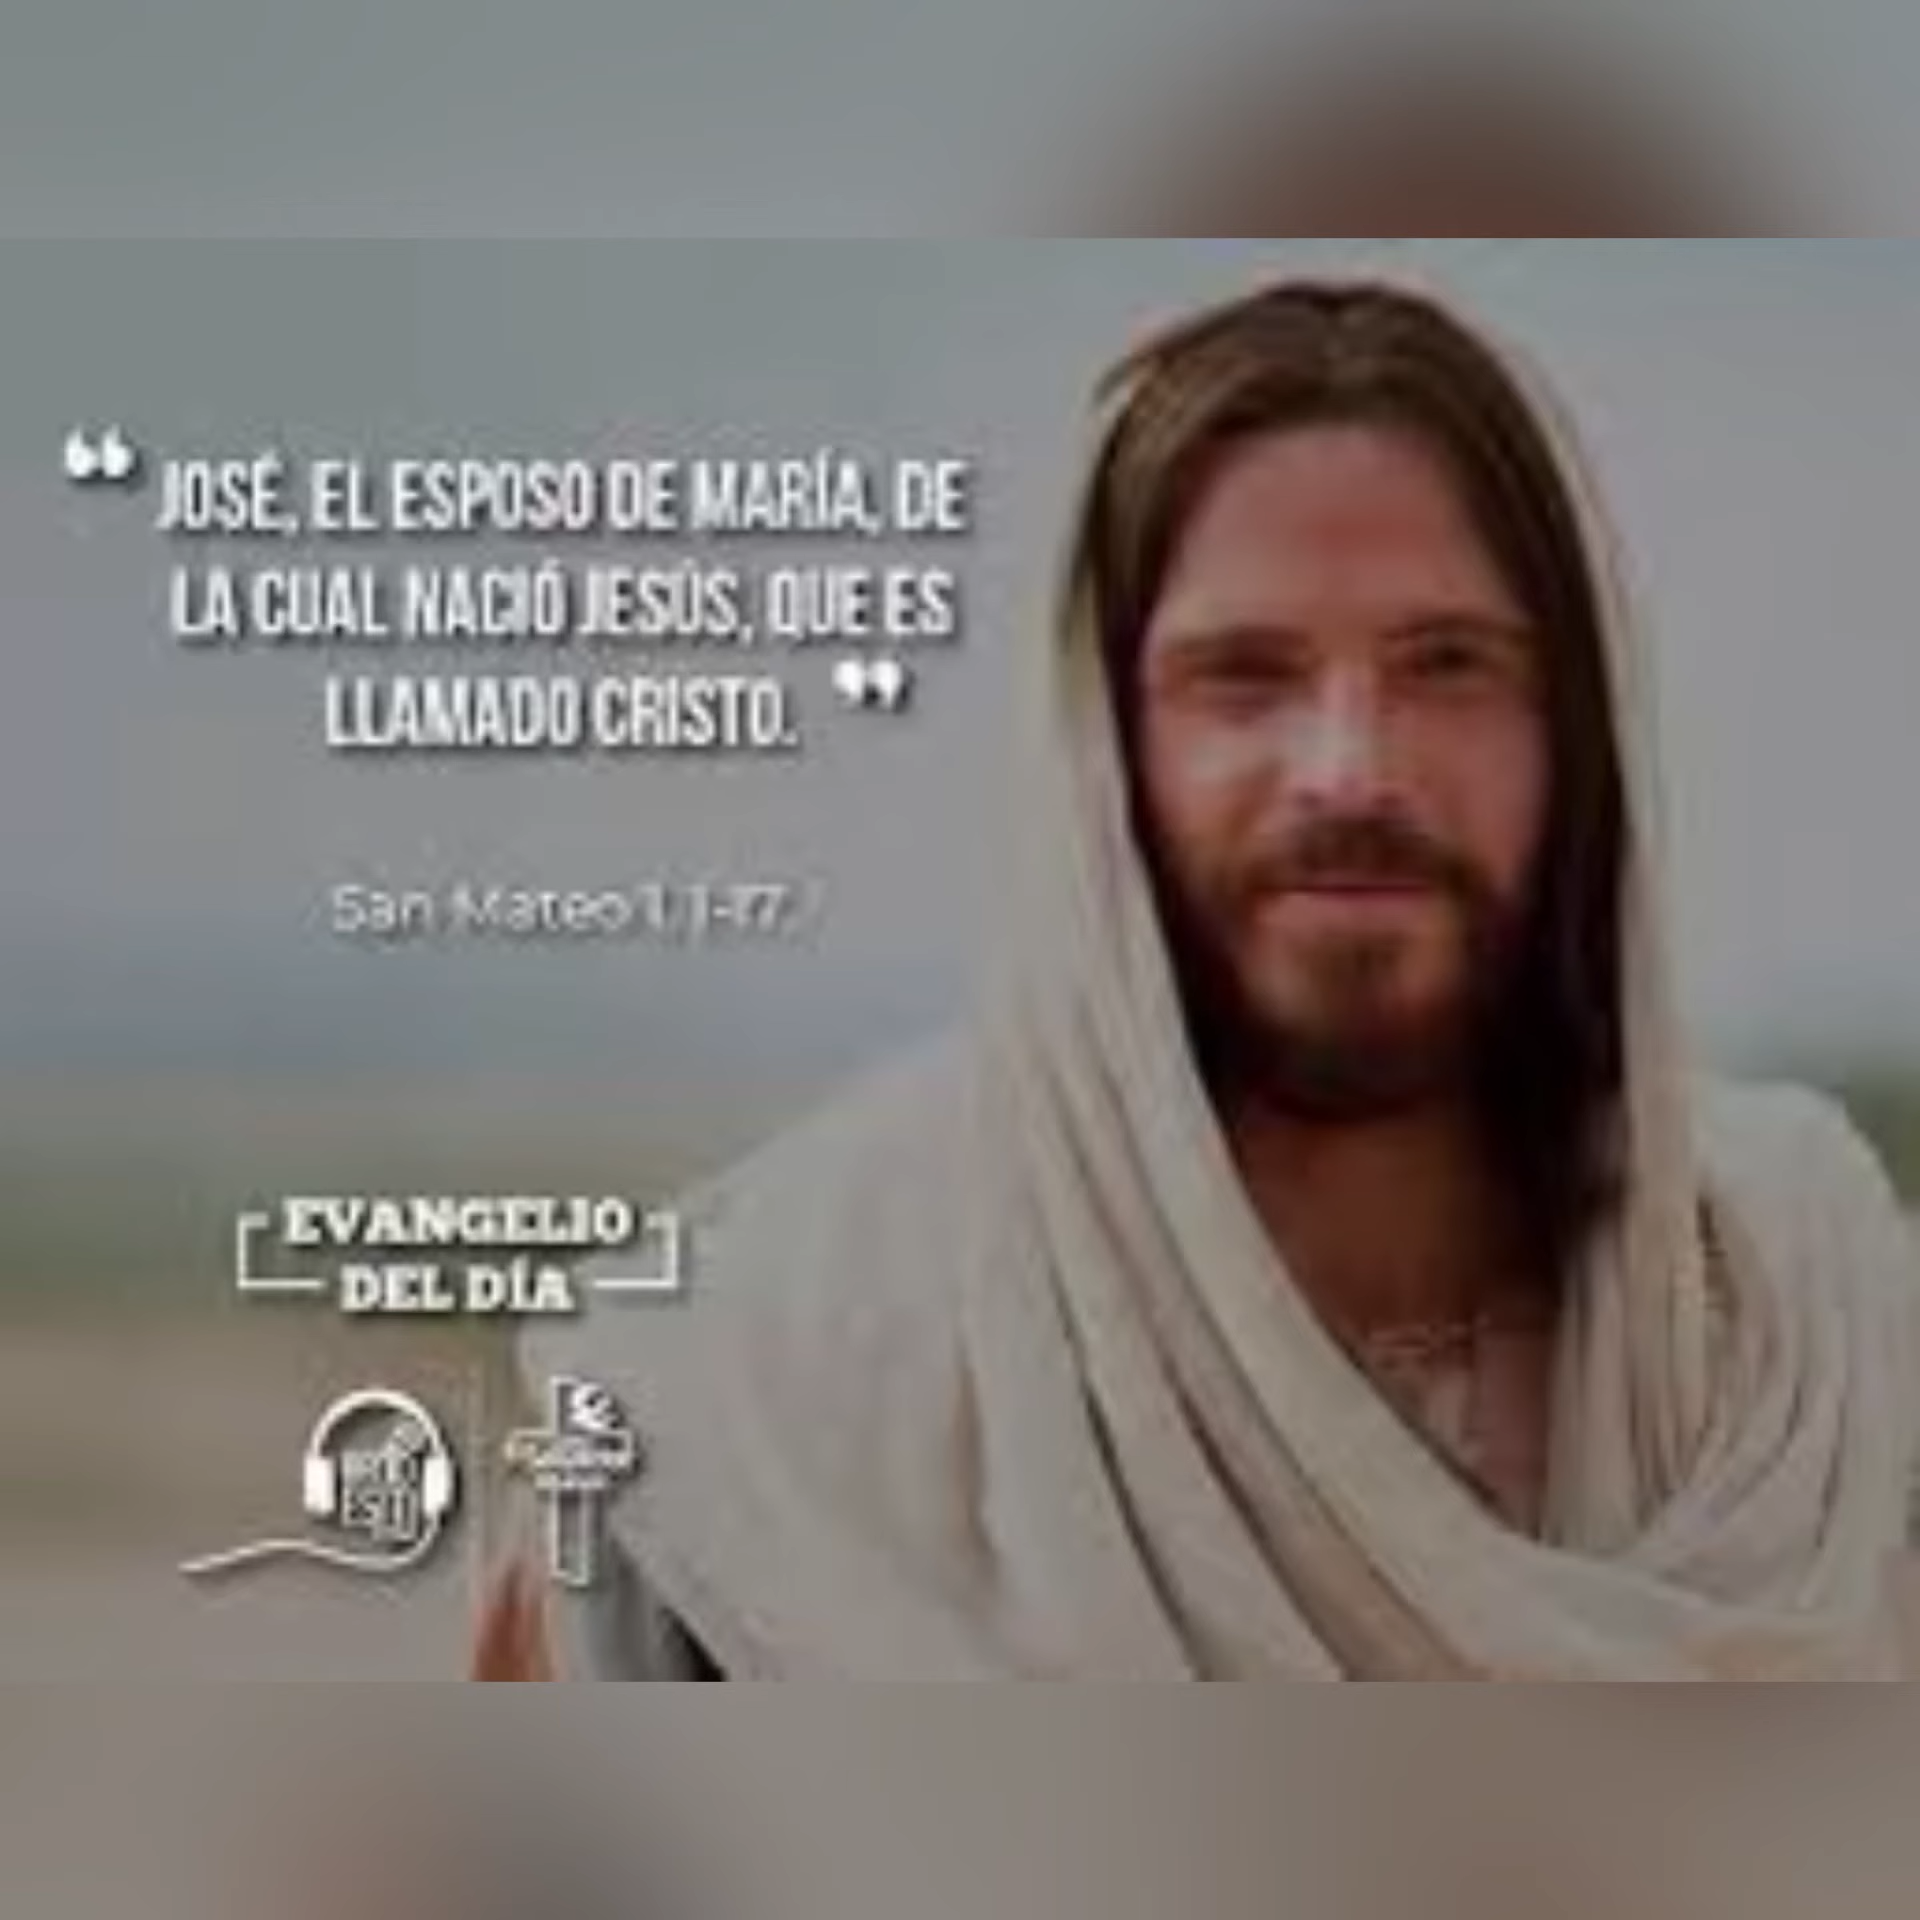 “ JOSÉ, EL ESPOSO DE MARÍA, DE
LA CUAL NACIÓ JESÚS, QUE ES
LLAMADO CRISTO. ”
San Mateo 1, 1-17
EVANGELIO
DEL DÍA